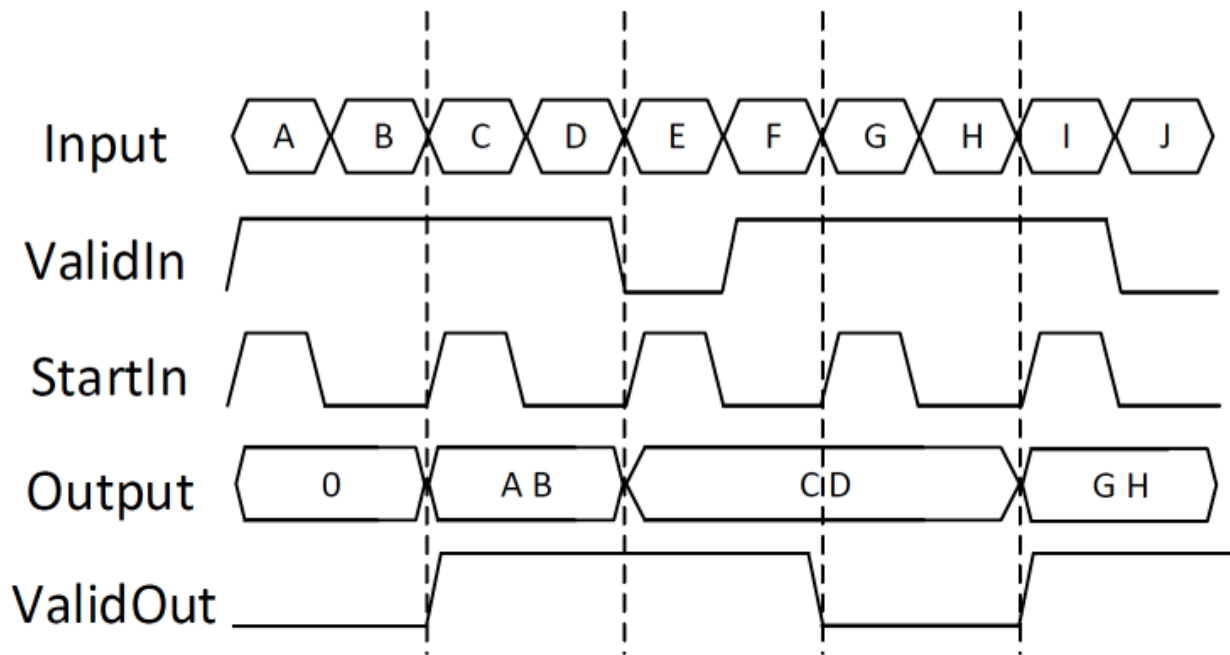 Input A B C D E F G H I J
ValidIn
StartIn
Output 0 A B C D G H
ValidOut